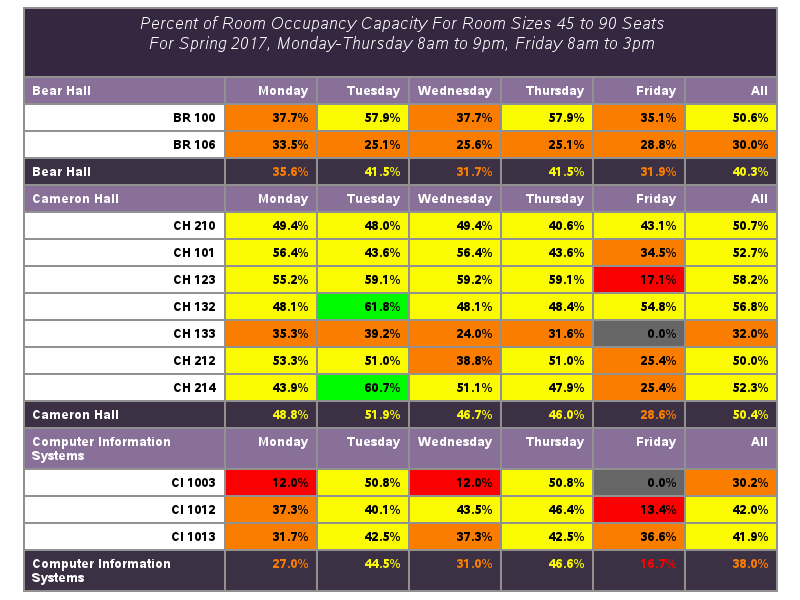 Percent of Room Occupancy Capacity For Room Sizes 45 to 90 Seats
For Spring 2017, Monday-Thursday 8am to 9pm, Friday 8am to 3pm
Bear Hall Monday Tuesday Wednesday Thursday Friday All
BR 100 37.7% 57.9% 37.7% 57.9% 35.1% 50.6%
BR 106 33.5% 25.1% 25.6% 25.1% 28.8% 30.0%
Bear Hall 35.6% 41.5% 31.7% 41.5% 31.9% 40.3%
Cameron Hall Monday Tuesday Wednesday Thursday Friday All
CH 210 49.4% 48.0% 49.4% 40.6% 43.1% 50.7%
CH 101 56.4% 43.6% 56.4% 43.6% 34.5% 52.7%
CH 123 55.2% 59.1% 59.2% 59.1% 17.1% 58.2%
CH 132 48.1% 61.8% 48.1% 48.4% 54.8% 56.8%
CH 133 35.3% 39.2% 24.0% 31.6% 0.0% 32.0%
CH 212 53.3% 51.0% 38.8% 51.0% 25.4% 50.0%
CH 214 43.9% 60.7% 51.1% 47.9% 25.4% 52.3%
Cameron Hall 48.8% 51.9% 46.7% 46.0% 28.6% 50.4%
Computer Information Monday Tuesday Wednesday Thursday Friday All
Systems
CI 1003 12.0% 50.8% 12.0% 50.8% 0.0% 30.2%
CI 1012 37.3% 40.1% 43.5% 46.4% 13.4% 42.0%
CI 1013 31.7% 42.5% 37.3% 42.5% 36.6% 41.9%
Computer Information 27.0% 44.5% 31.0% 46.6% 16.7% 38.0%
Systems